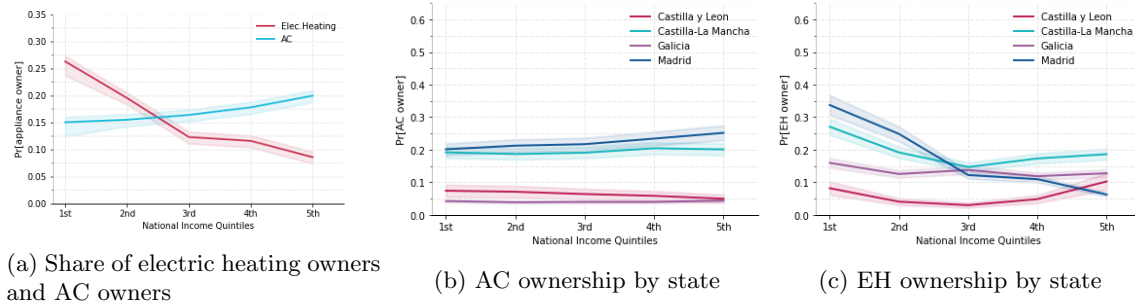 0.35
0.30
0.25
0.20
0.15
0.10
0.05
0.00
Pr[appliance owner]
Elec.Heating
AC
1st 2nd 3rd 4th 5th
National Income Quintiles
(a) Share of electric heating owners
and AC owners
0.6
0.5
0.4
0.3
0.2
0.1
0.0
Pr[AC owner]
Castilla y Leon
Castilla-La Mancha
Galicia
Madrid
1st 2nd 3rd 4th 5th
National Income Quintiles
(b) AC ownership by state
0.6
0.5
0.4
0.3
0.2
0.1
0.0
Pr[EH owner]
Castilla y Leon
Castilla-La Mancha
Galicia
Madrid
1st 2nd 3rd 4th 5th
National Income Quintiles
(c) EH ownership by state